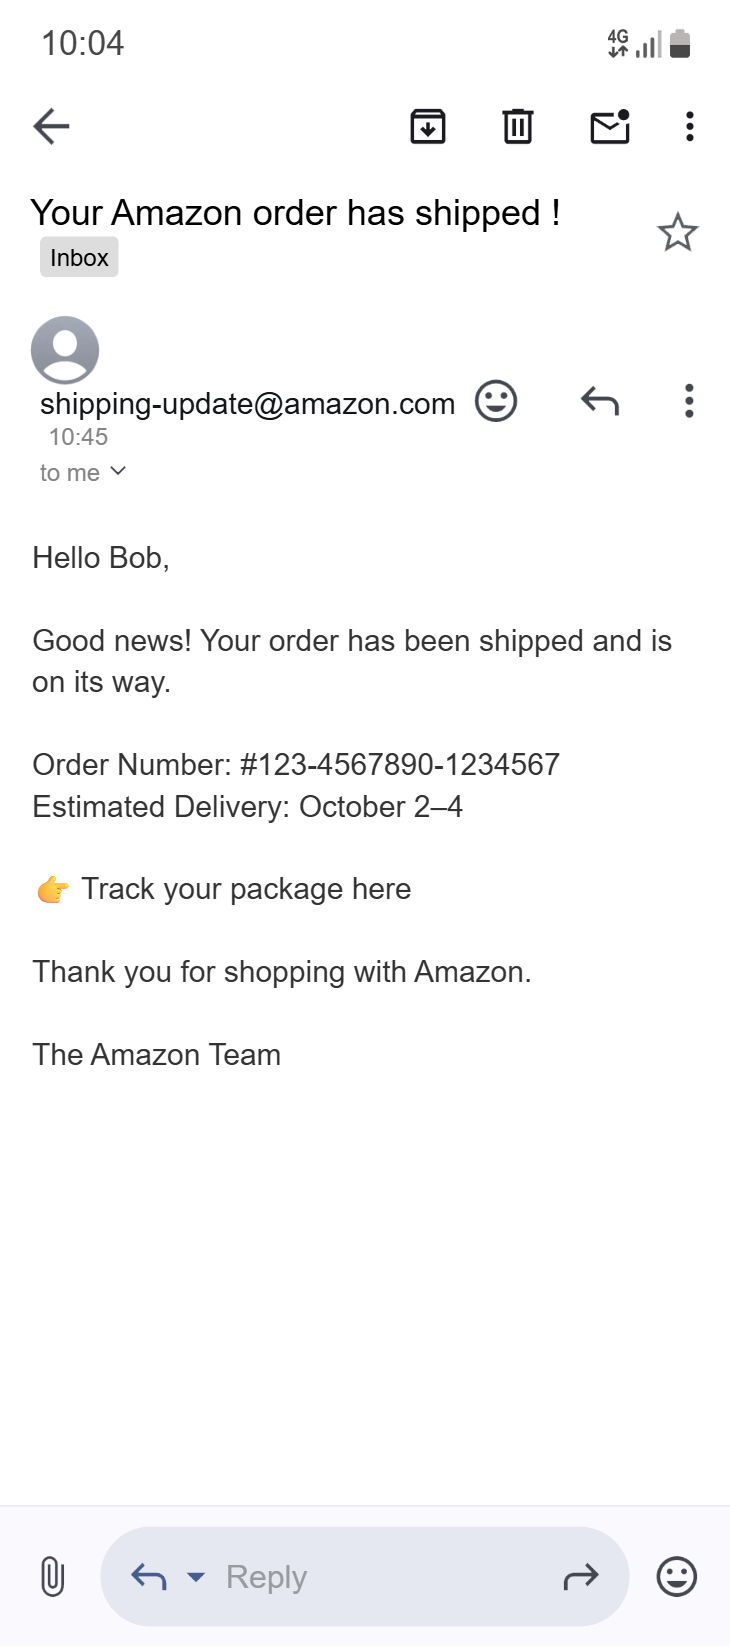 10:04
4G
Your Amazon order has shipped !
Inbox
shipping-update@amazon.com
10:45
to me
Hello Bob,
Good news! Your order has been shipped and is
on its way.
Order Number: #123-4567890-1234567
Estimated Delivery: October 2–4
👉 Track your package here
Thank you for shopping with Amazon.
The Amazon Team
Reply